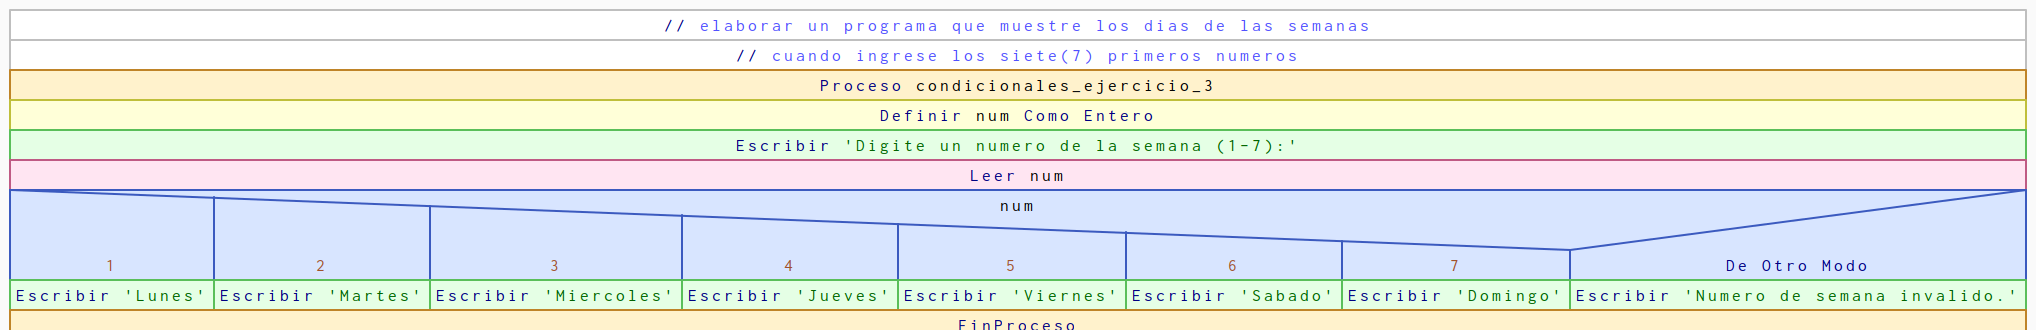 // elaborar un programa que muestre los dias de las semanas
// cuando ingrese los siete(7) primeros numeros
Proceso condicionales_ejercicio_3
Definir num Como Entero
Escribir 'Digite un numero de la semana (1-7):'
Leer num
num
1 2 3 4 5 6 7 De Otro Modo
Escribir 'Lunes' Escribir 'Martes' Escribir 'Miercoles' Escribir 'Jueves' Escribir 'Viernes' Escribir 'Sabado' Escribir 'Domingo' Escribir 'Numero de semana invalido.'
FinProceso